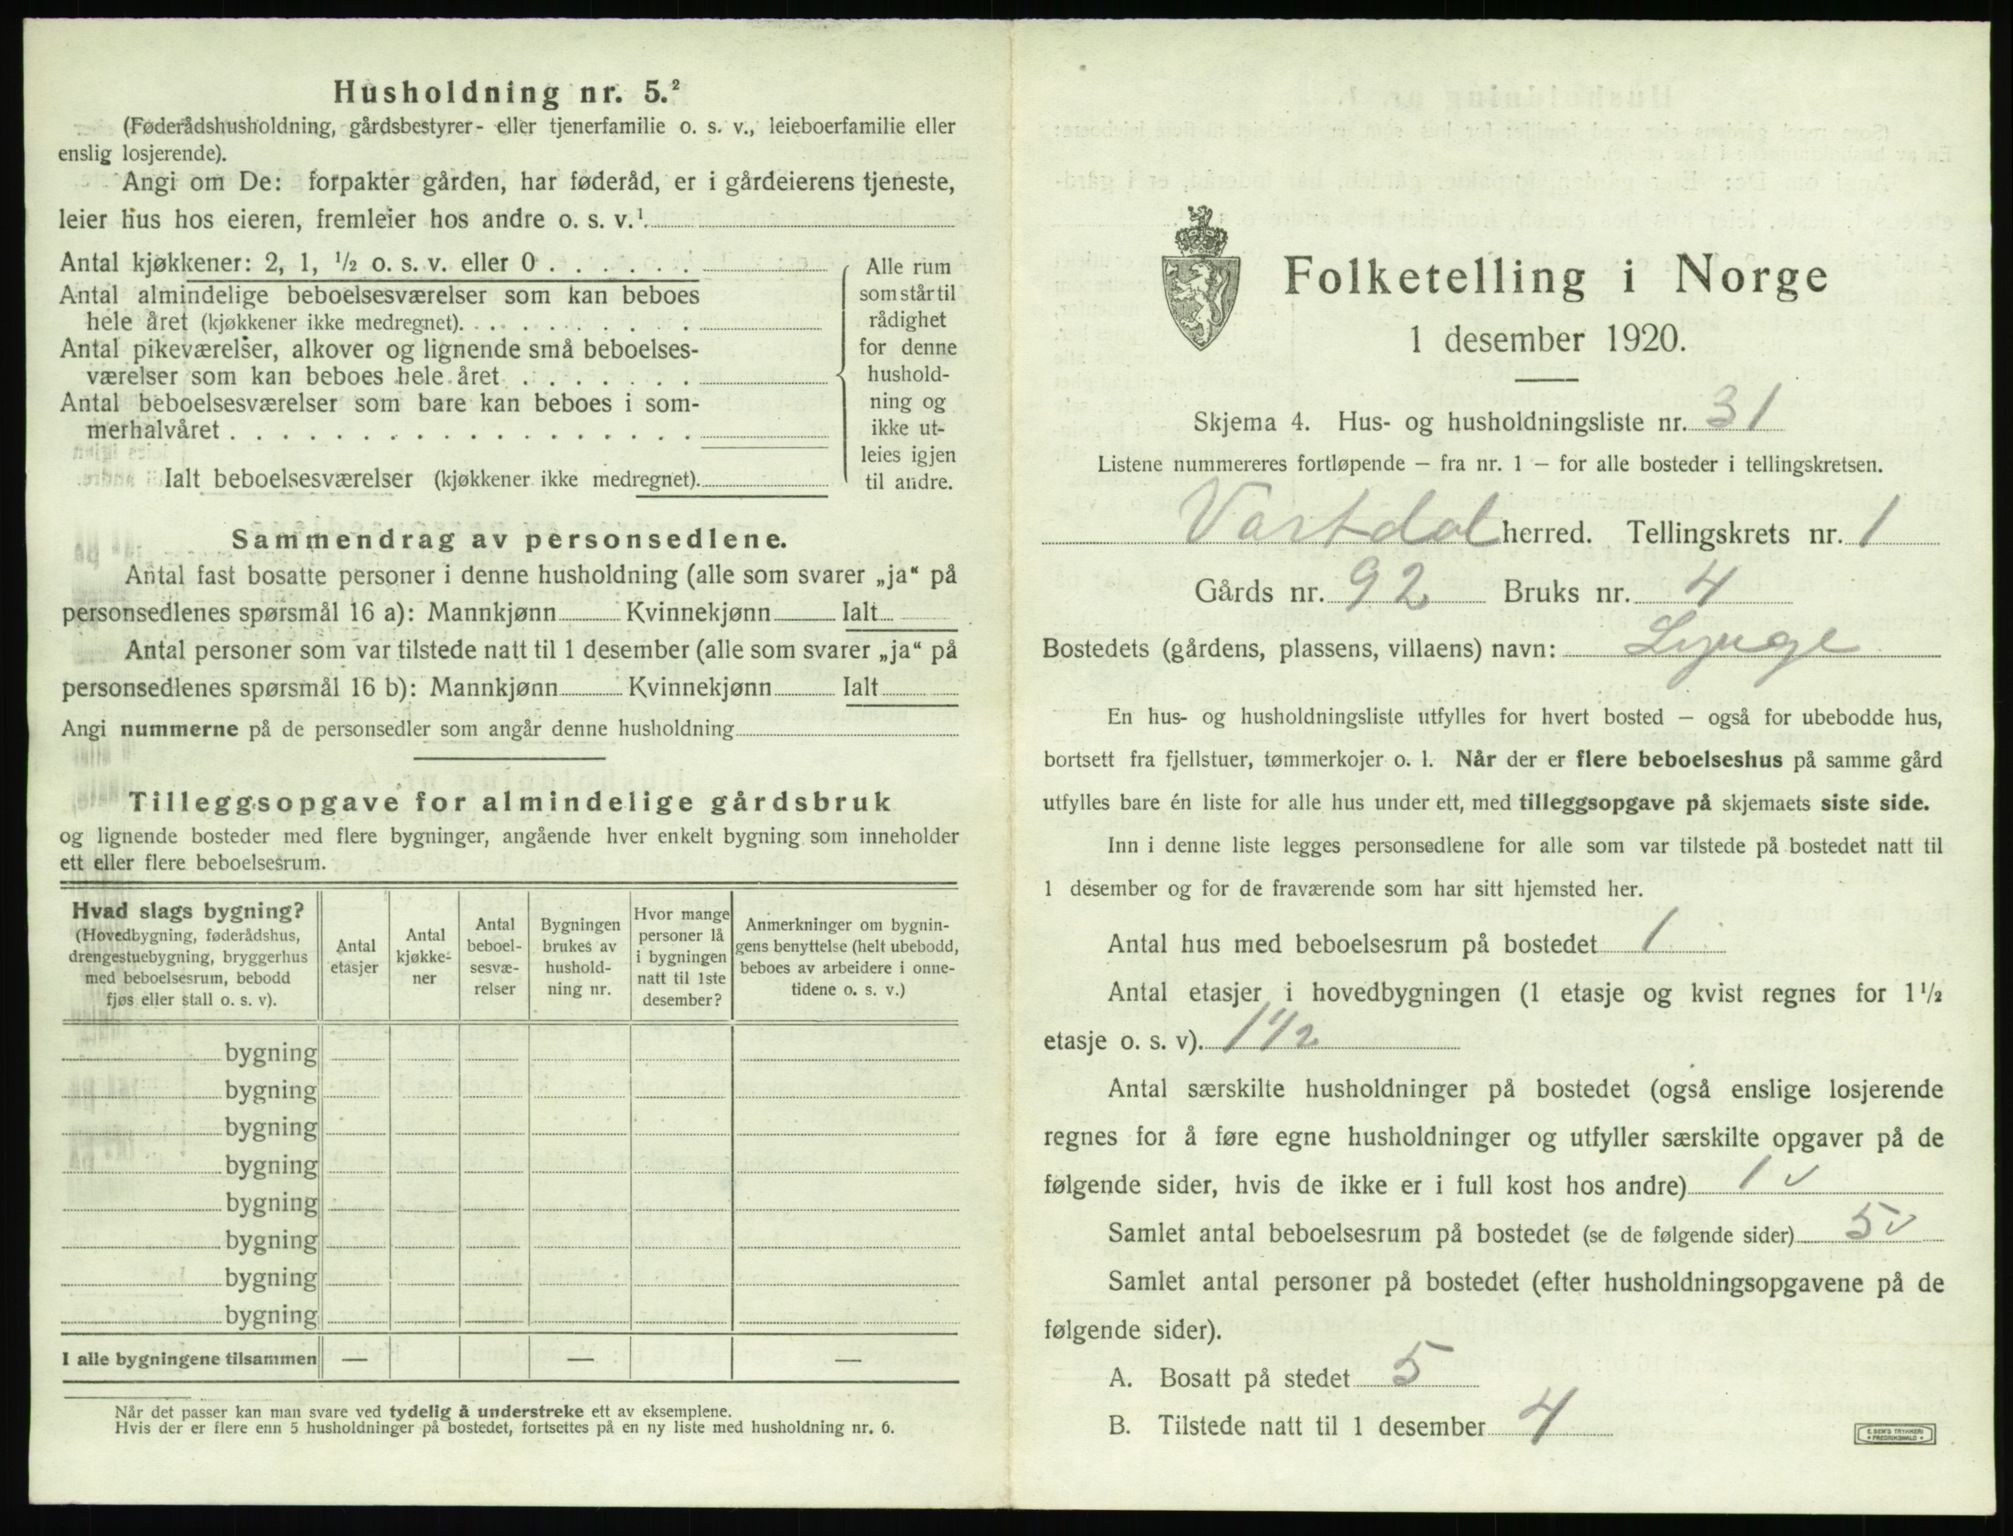 Husholdning nr. 5.²
(Føderådshusholdning, gårdsbestyrer- eller tjenerfamilie o. s. v., leieboerfamilie eller
enslig losjerende).
Angi om De: forpakter gården, har føderåd, er i gårdeierens tjeneste,
leier hus hos eieren, fremleier hos andre o. s. v.¹
Antal kjøkkener: 2, 1, ½ o. s. v. eller 0 . . . . . .
Antal almindelige beboelsesværelser som kan beboes
hele året (kjøkkener ikke medregnet). . . . . . . . .
Antal pikeværelser, alkover og lignende små beboelses-
værelser som kan beboes hele året . . . . . . .
Antal beboelsesværelser som bare kan beboes i som-
merhalvåret . . . . . . . . . . . . . . . . . .
Ialt beboelsesværelser (kjøkkener ikke medregnet).
Alle rum
som står til
rådighet
for denne
hushold-
ning og
ikke ut-
leies igjen
til andre.
Sammendrag av personsedlene.
Antal fast bosatte personer i denne husholdning (alle som svarer „ja“ på
personsedlenes spørsmål 16 a): Mannkjønn Kvinnekjønn Ialt
Antal personer som var tilstede natt til 1 desember (alle som svarer „ja“ på
personsedlenes spørsmål 16 b): Mannkjønn Kvinnekjønn Ialt
Angi nummerne på de personsedler som angår denne husholdning
Tilleggsopgave for almindelige gårdsbruk
og lignende bosteder med flere bygninger, angående hver enkelt bygning som inneholder
ett eller flere beboelsesrum.
Hvad slags bygning?
(Hovedbygning, føderådshus,
drengestuebygning, bryggerhus
med beboelsesrum, bebodd
fjøs eller stall o. s. v).
Antal
etasjer
Antal
kjøkke-
ner
Antal
beboel-
sesvæ-
relser
Bygningen
brukes av
hushold-
ning nr.
Hvor mange
personer lå
i bygningen
natt til 1ste
desember?
Anmerkninger om bygnin-
gens benyttelse (helt ubebodd,
beboes av arbeidere i onne-
tidene o. s. v.)
bygning
bygning
bygning
bygning
bygning
bygning
bygning
bygning
I alle bygningene tilsammen — — —
Når det passer kan man svare ved tydelig å understreke ett av eksemplene.
Hvis der er flere enn 5 husholdninger på bostedet, fortsettes på en ny liste med husholdning nr. 6.
Folketelling i Norge
1 desember 1920.
Skjema 4. Hus- og husholdningsliste nr. 31
Listene nummereres fortløpende – fra nr. 1 – for alle bosteder i tellingskretsen.
Vartdal herred. Tellingskrets nr. 1
Gårds nr. 92 Bruks nr. 4
Bostedets (gårdens, plassens, villaens) navn: Lynge
En hus- og husholdningsliste utfylles for hvert bosted – også for ubebodde hus,
bortsett fra fjellstuer, tømmerkojer o. l. Når der er flere beboelseshus på samme gård
utfylles bare én liste for alle hus under ett, med tilleggsopgave på skjemaets siste side.
Inn i denne liste legges personsedlene for alle som var tilstede på bostedet natt til
1 desember og for de fraværende som har sitt hjemsted her.
Antal hus med beboelsesrum på bostedet 1
Antal etasjer i hovedbygningen (1 etasje og kvist regnes for 1½
etasje o. s. v). 1½
Antal særskilte husholdninger på bostedet (også enslige losjerende
regnes for å føre egne husholdninger og utfyller særskilte opgaver på de
følgende sider, hvis de ikke er i full kost hos andre) 1 v
Samlet antal beboelsesrum på bostedet (se de følgende sider) 5 v
Samlet antal personer på bostedet (efter husholdningsopgavene på de
følgende sider).
A. Bosatt på stedet 5
B. Tilstede natt til 1 desember 4